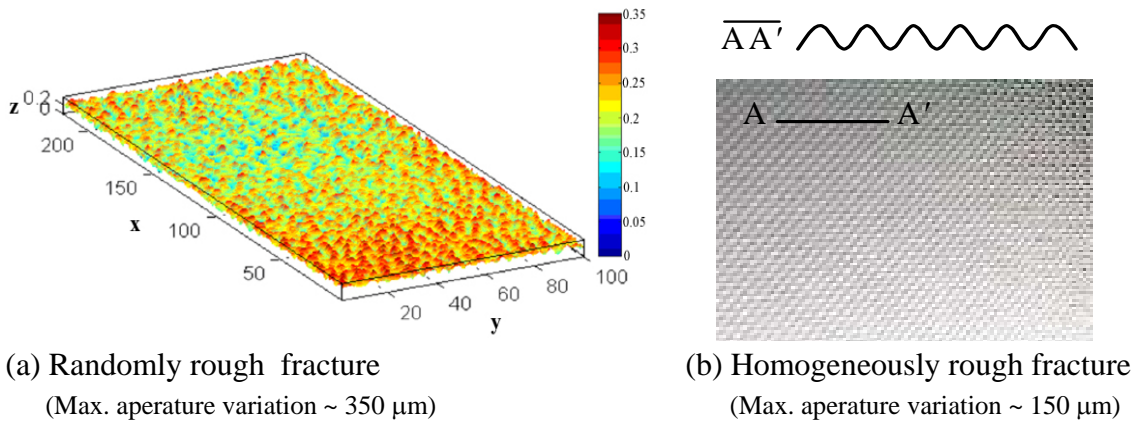 0.35
0.3
0.25
0.2
0.15
0.1
0.05
0
z 0.2
0
200
150
100
50
x
20
40
60
80
100
y
A A′
A A′
(a) Randomly rough fracture
(Max. aperature variation ~ 350 μm)
(b) Homogeneously rough fracture
(Max. aperature variation ~ 150 μm)